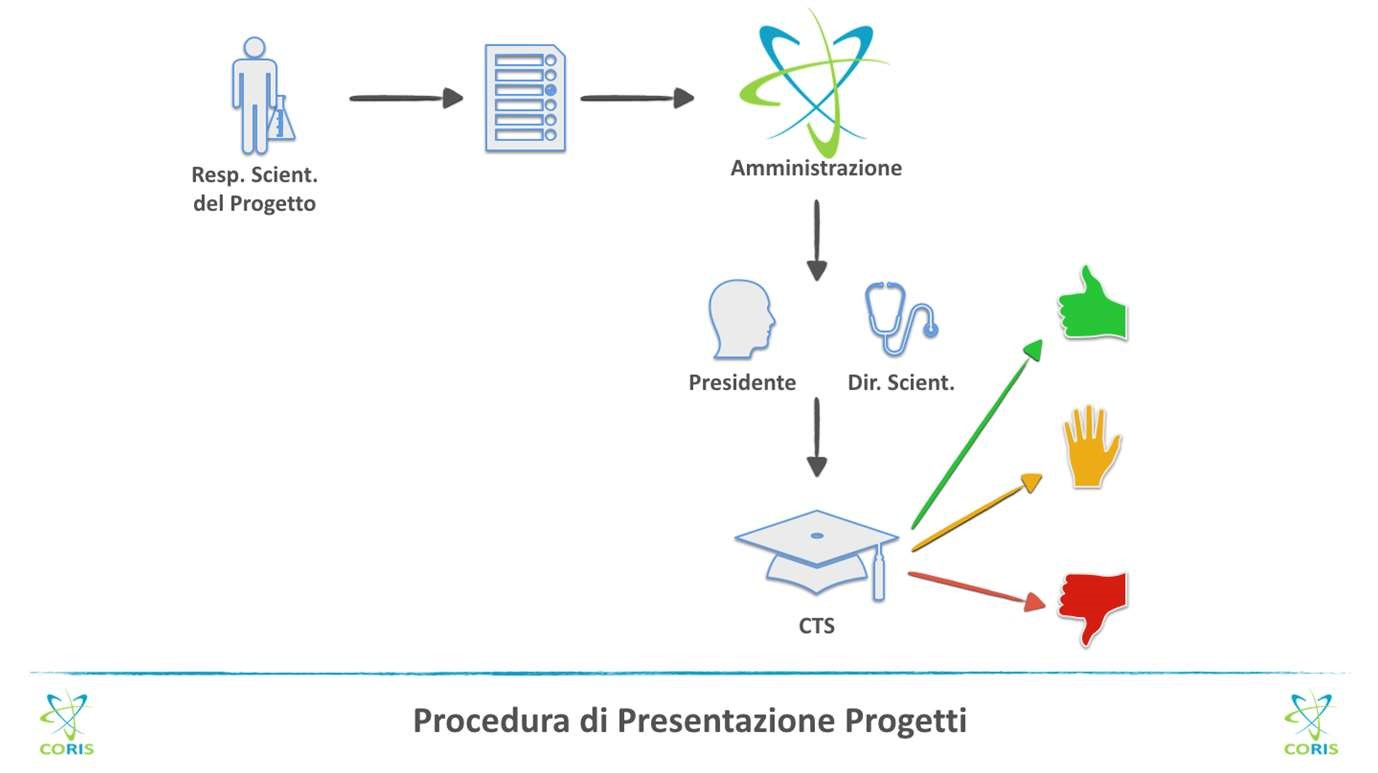 Resp. Scient.
del Progetto
Amministrazione
Presidente
Dir. Scient.
CTS
Procedura di Presentazione Progetti
CORIS
CORIS